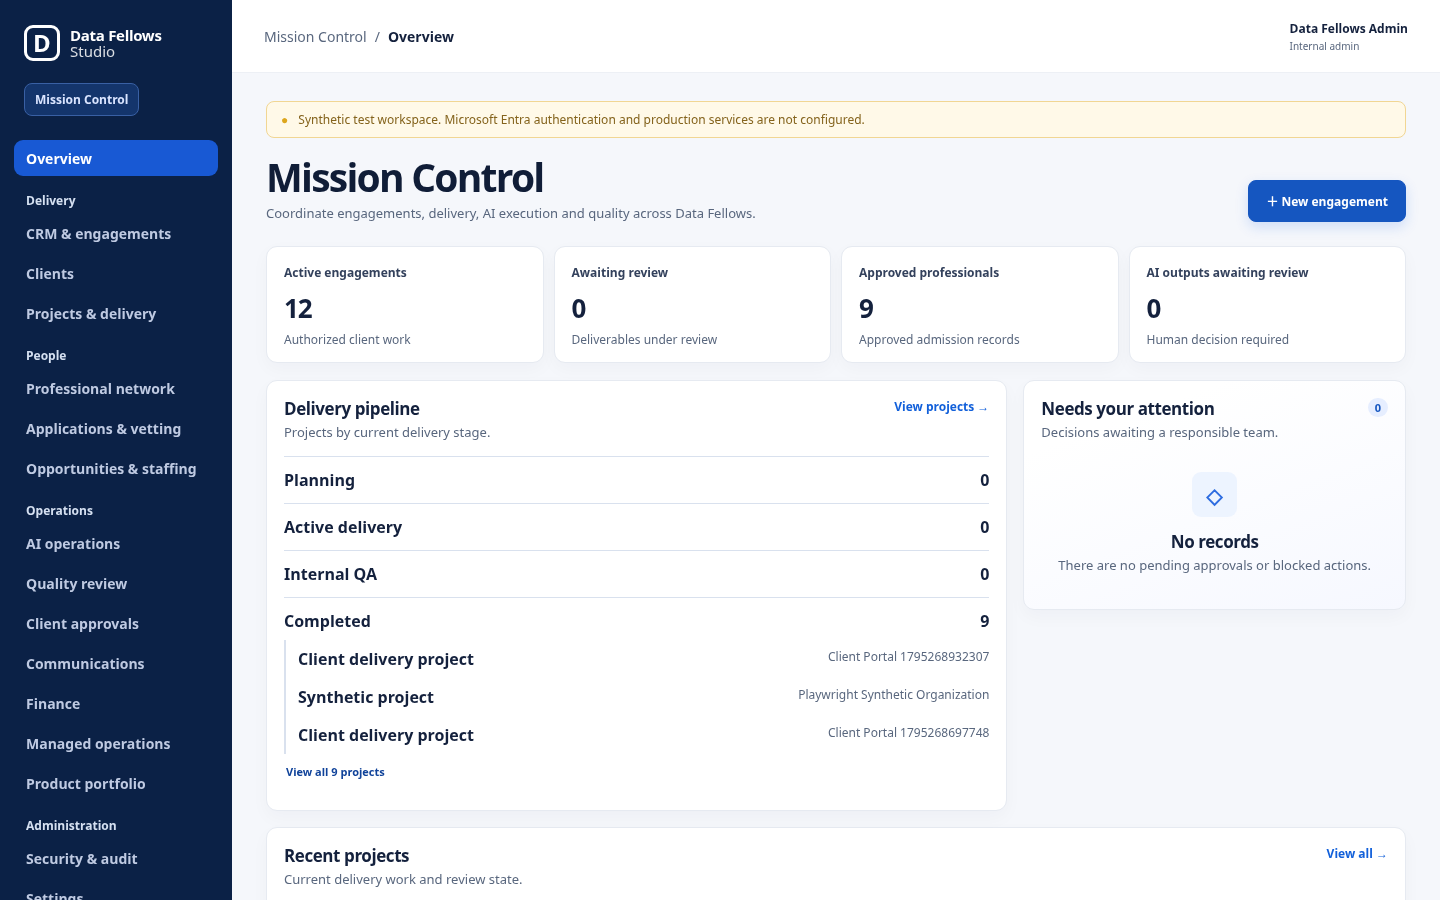 D
Data Fellows
Studio
Mission Control
Overview
Delivery
CRM & engagements
Clients
Projects & delivery
People
Professional network
Applications & vetting
Opportunities & staffing
Operations
AI operations
Quality review
Client approvals
Communications
Finance
Managed operations
Product portfolio
Administration
Security & audit
Settings
Mission Control / Overview
Data Fellows Admin
Internal admin
Synthetic test workspace. Microsoft Entra authentication and production services are not configured.
Mission Control
Coordinate engagements, delivery, AI execution and quality across Data Fellows.
+ New engagement
Active engagements
12
Authorized client work
Awaiting review
0
Deliverables under review
Approved professionals
9
Approved admission records
AI outputs awaiting review
0
Human decision required
Delivery pipeline
View projects →
Projects by current delivery stage.
Planning 0
Active delivery 0
Internal QA 0
Completed 9
Client delivery project Client Portal 1795268932307
Synthetic project Playwright Synthetic Organization
Client delivery project Client Portal 1795268697748
View all 9 projects
Needs your attention 0
Decisions awaiting a responsible team.
No records
There are no pending approvals or blocked actions.
Recent projects
View all →
Current delivery work and review state.